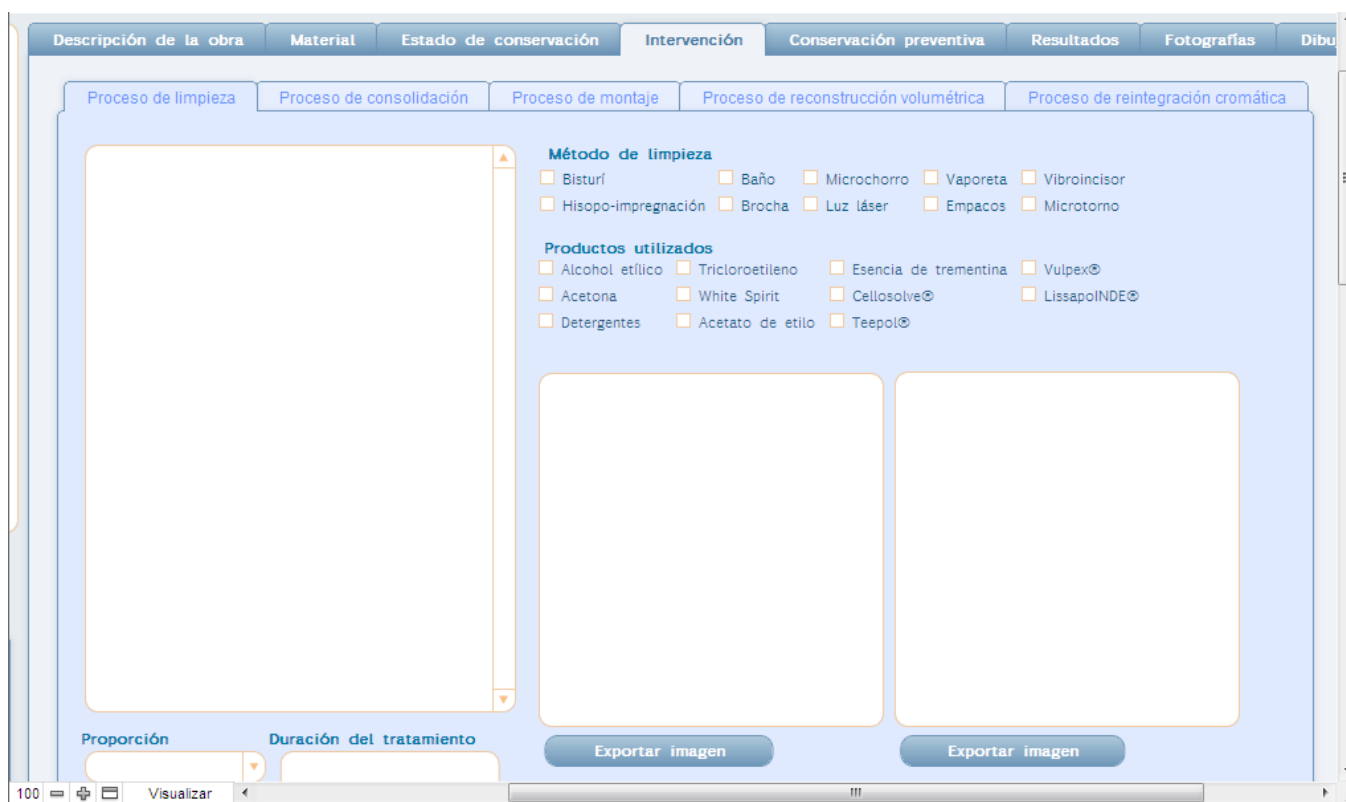 Descripción de la obra Material Estado de conservación Intervención Conservación preventiva Resultados Fotografías Dibu
Proceso de limpieza Proceso de consolidación Proceso de montaje Proceso de reconstrucción volumétrica Proceso de reintegración cromática
Método de limpieza
Bisturí Baño Microchorro Vaporeta Vibroincisor
Hisopo-impregnación Brocha Luz láser Empacos Microtorno
Productos utilizados
Alcohol etílico Tricloroetileno Esencia de trementina Vulpex®
Acetona White Spirit Cellosolve® LissapolNDE®
Detergentes Acetato de etilo Teepol®
Proporción Duración del tratamiento
Exportar imagen Exportar imagen
100 Visualizar